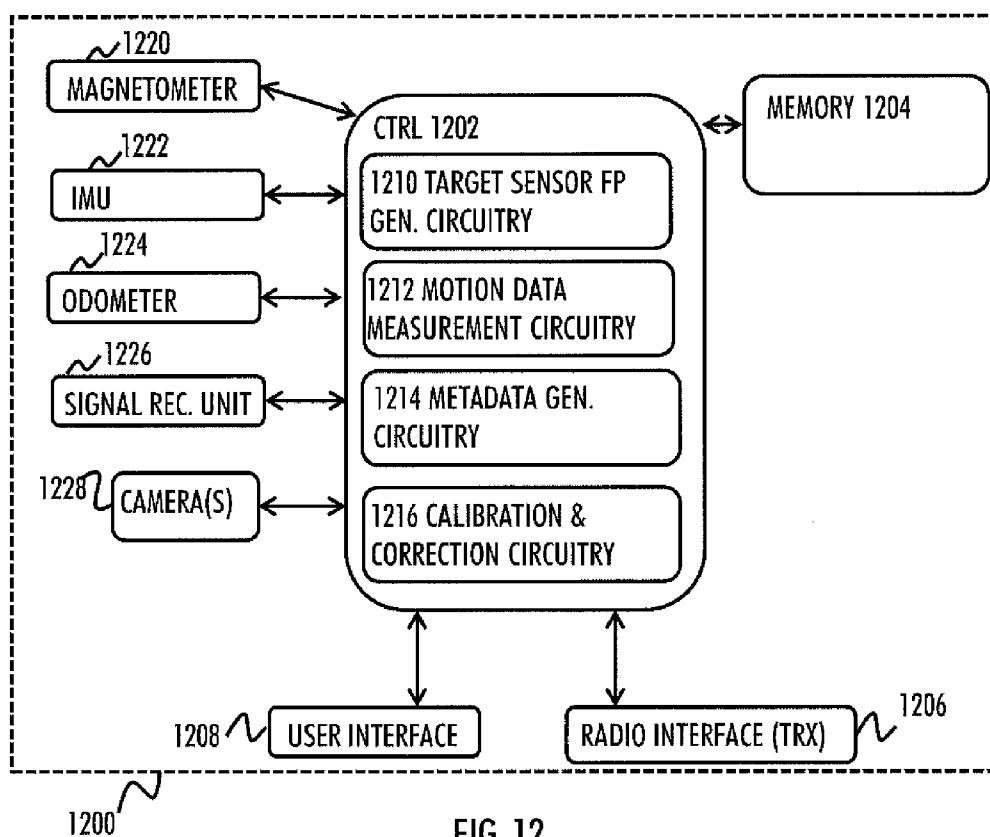 1220
MAGNETOMETER
1222
IMU
1224
ODOMETER
1226
SIGNAL REC. UNIT
1228
CAMERA(S)
CTRL 1202
1210 TARGET SENSOR FP
GEN. CIRCUITRY
1212 MOTION DATA
MEASUREMENT CIRCUITRY
1214 METADATA GEN.
CIRCUITRY
1216 CALIBRATION &
CORRECTION CIRCUITRY
MEMORY 1204
1208
USER INTERFACE
RADIO INTERFACE (TRX)
1206
1200
FIG. 12